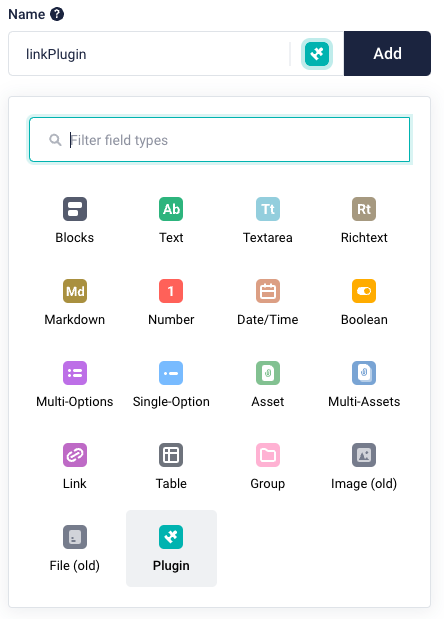 Name ?
linkPlugin
Add
Filter field types
Ab
Tt
Rt
Blocks Text Textarea Richtext
Md
1
Markdown Number Date/Time Boolean
Multi-Options Single-Option Asset Multi-Assets
Link Table Group Image (old)
File (old) Plugin